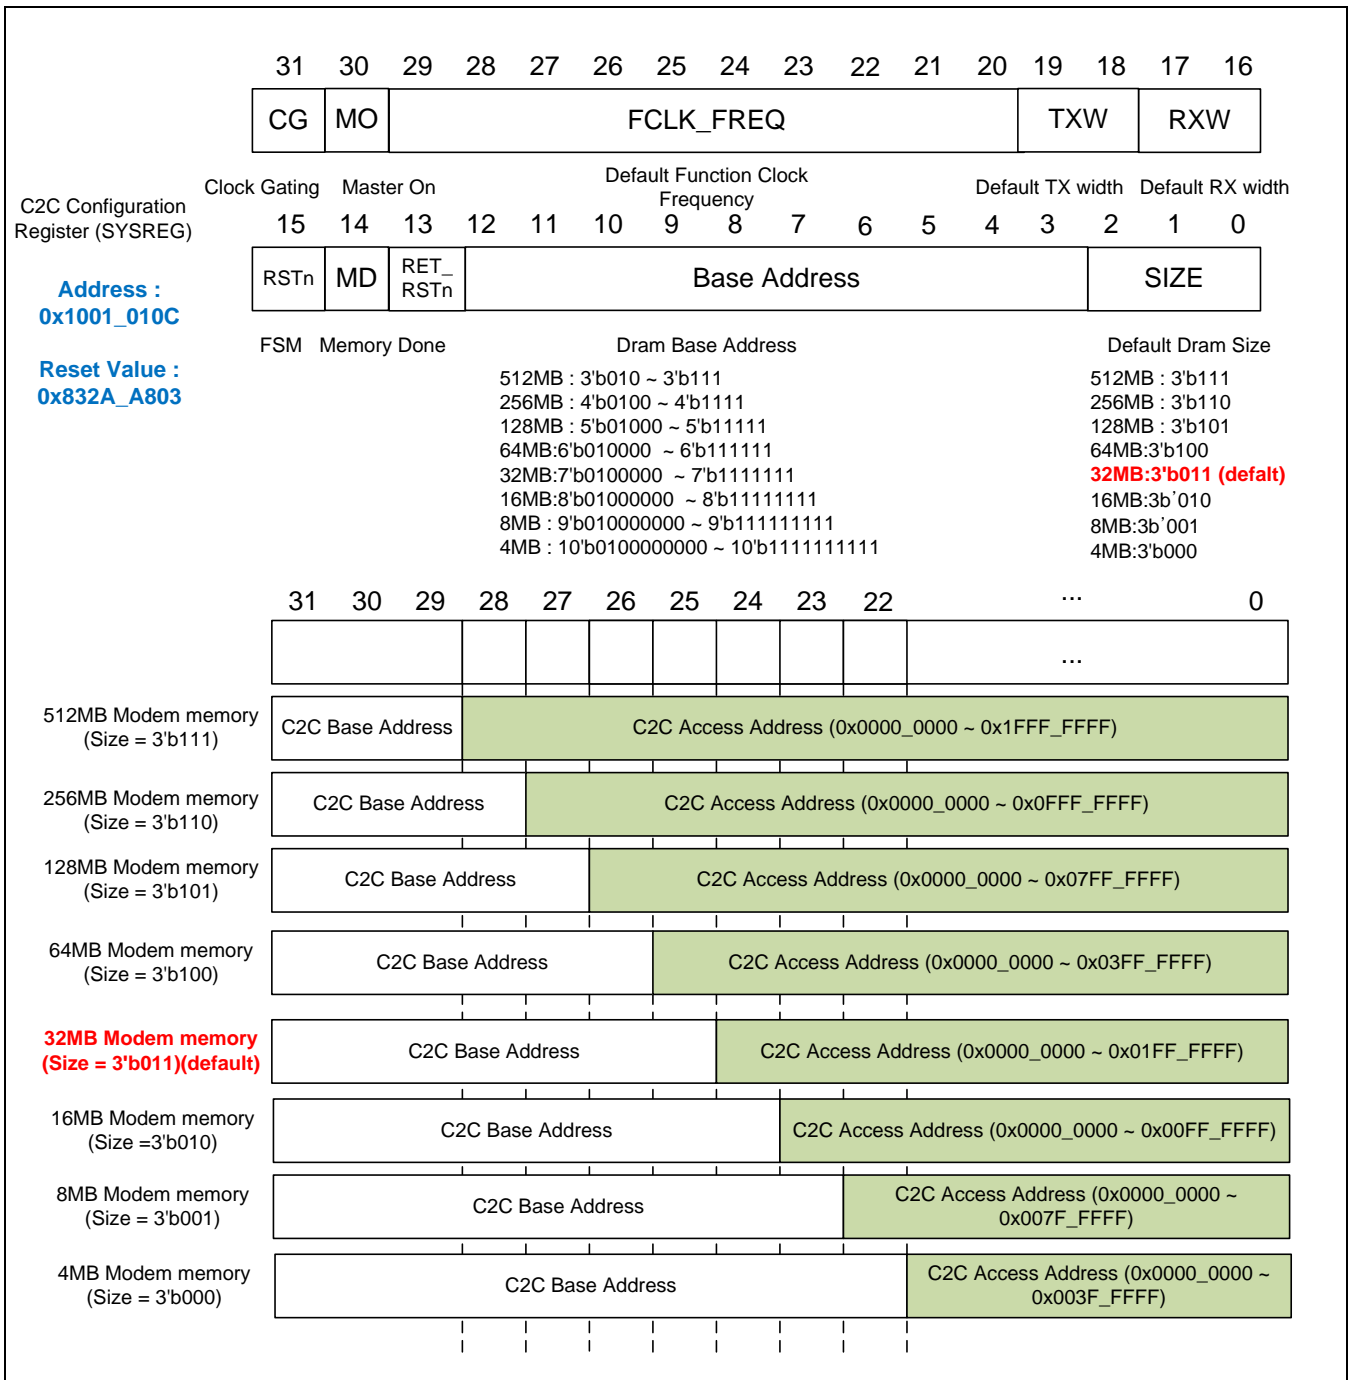 31 30 29 28 27 26 25 24 23 22 21 20 19 18 17 16
CG MO FCLK_FREQ TXW RXW
Clock Gating Master On Default Function Clock Frequency Default TX width Default RX width
C2C Configuration
Register (SYSREG)
15 14 13 12 11 10 9 8 7 6 5 4 3 2 1 0
RSTn MD RET_RSTn Base Address SIZE
Address :
0x1001_010C
FSM Memory Done Dram Base Address Default Dram Size
Reset Value :
0x832A_A803
512MB : 3'b010 ~ 3'b111
256MB : 4'b0100 ~ 4'b1111
128MB : 5'b01000 ~ 5'b11111
64MB:6'b010000 ~ 6'b111111
32MB:7'b0100000 ~ 7'b1111111
16MB:8'b01000000 ~ 8'b11111111
8MB : 9'b010000000 ~ 9'b111111111
4MB : 10'b0100000000 ~ 10'b1111111111
512MB : 3'b111
256MB : 3'b110
128MB : 3'b101
64MB:3'b100
32MB:3'b011 (defalt)
16MB:3b'010
8MB:3b'001
4MB:3'b000
31 30 29 28 27 26 25 24 23 22 ... 0
...
512MB Modem memory
(Size = 3'b111)
C2C Base Address C2C Access Address (0x0000_0000 ~ 0x1FFF_FFFF)
256MB Modem memory
(Size = 3'b110)
C2C Base Address C2C Access Address (0x0000_0000 ~ 0x0FFF_FFFF)
128MB Modem memory
(Size = 3'b101)
C2C Base Address C2C Access Address (0x0000_0000 ~ 0x07FF_FFFF)
64MB Modem memory
(Size = 3'b100)
C2C Base Address C2C Access Address (0x0000_0000 ~ 0x03FF_FFFF)
32MB Modem memory
(Size = 3'b011)(default)
C2C Base Address C2C Access Address (0x0000_0000 ~ 0x01FF_FFFF)
16MB Modem memory
(Size =3'b010)
C2C Base Address C2C Access Address (0x0000_0000 ~ 0x00FF_FFFF)
8MB Modem memory
(Size = 3'b001)
C2C Base Address C2C Access Address (0x0000_0000 ~
0x007F_FFFF)
4MB Modem memory
(Size = 3'b000)
C2C Base Address C2C Access Address (0x0000_0000 ~
0x003F_FFFF)